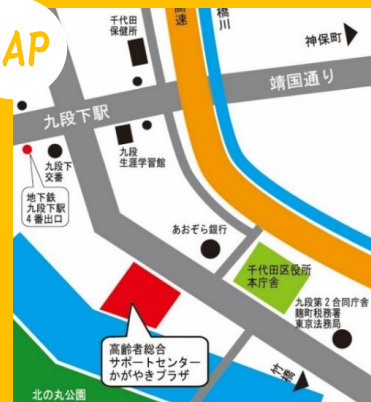 AP
千代田
保健所
高速
橋川
神保町
靖国通り
九段下駅
九段下
交番
九段
生涯学習館
地下鉄
九段下駅
4番出口
あおぞら銀行
千代田区役所
本庁舎
九段第2合同庁舎
麴町税務署
東京法務局
高齢者総合
サポートセンター
かがやきプラザ
竹橋
北の丸公園